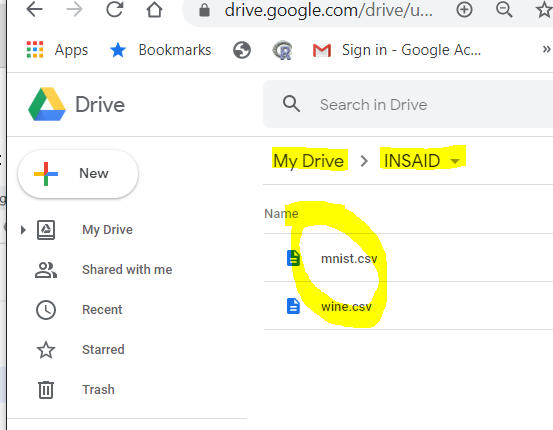 drive.google.com/drive/u...
Apps Bookmarks Sign in - Google Ac... »
Drive
Search in Drive
My Drive > INSAID
New
Name
My Drive
mnist.csv
Shared with me
Recent
wine.csv
Starred
Trash